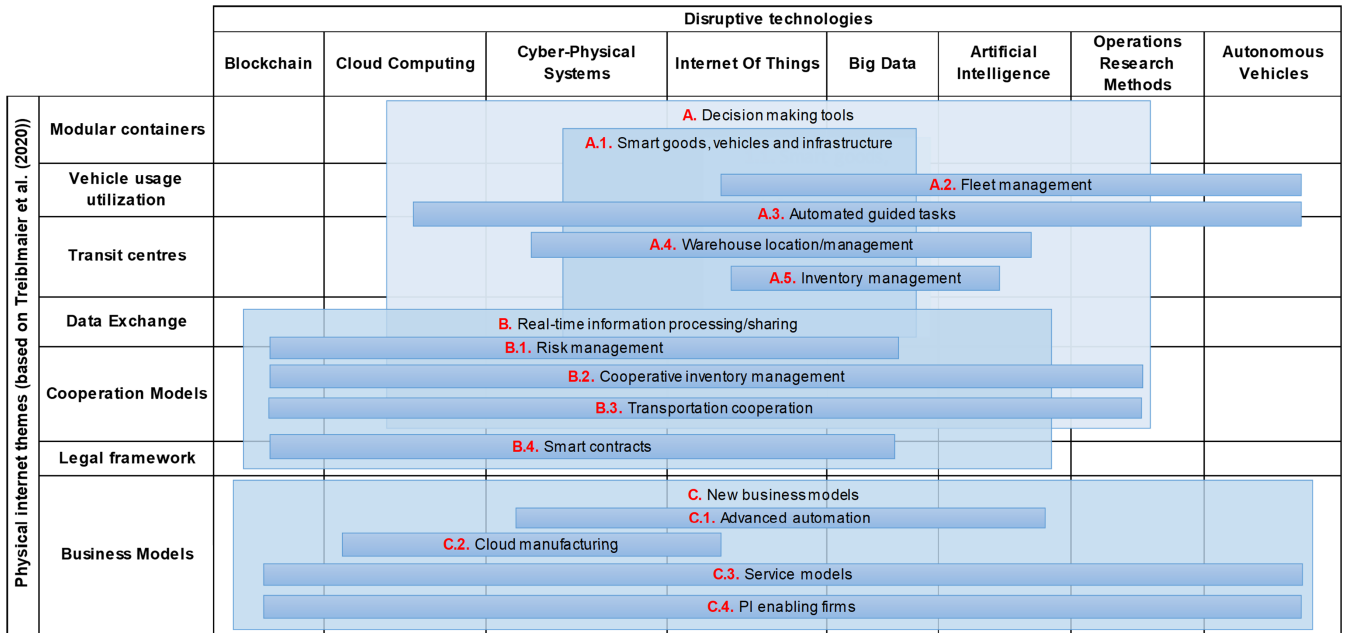 Disruptive technologies
Blockchain
Cloud Computing
Cyber-Physical
Systems
Internet Of Things
Big Data
Artificial
Intelligence
Operations
Research
Methods
Autonomous
Vehicles
Physical internet themes (based on Treiblmaier et al. (2020))
Modular containers
A. Decision making tools
A.1. Smart goods, vehicles and infrastructure
Vehicle usage
utilization
A.2. Fleet management
A.3. Automated guided tasks
Transit centres
A.4. Warehouse location/management
A.5. Inventory management
Data Exchange
B. Real-time information processing/sharing
B.1. Risk management
Cooperation Models
B.2. Cooperative inventory management
B.3. Transportation cooperation
Legal framework
B.4. Smart contracts
Business Models
C. New business models
C.1. Advanced automation
C.2. Cloud manufacturing
C.3. Service models
C.4. PI enabling firms